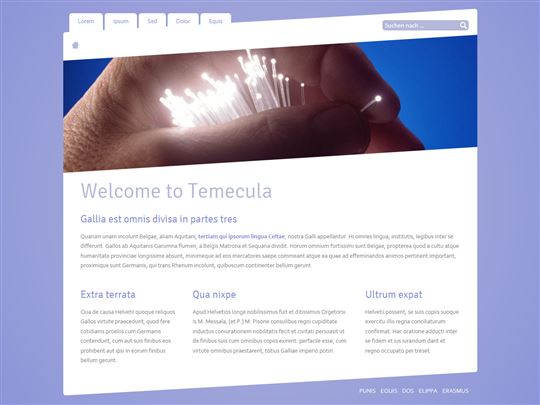 Lorem Ipsum Sed Dolor Equis
Suchen nach ...
Welcome to Temecula
Gallia est omnis divisa in partes tres
Quarum unam incolunt Belgae, aliam Aquitani, tertiam qui ipsorum lingua Celtae, nostra Galli appellantur. Hi omnes lingua, institutis, legibus inter se
differunt. Gallos ab Aquitanis Garumna flumen, a Belgis Matrona et Sequana dividit. Horum omnium fortissimi sunt Belgae, propterea quod a cultu atque
humanitate provinciae longissime absunt, minimeque ad eos mercatores saepe commeant atque ea quae ad effeminandos animos pertinent important,
proximique sunt Germanis, qui trans Rhenum incolunt, quibuscum continenter bellum gerunt.
Extra terrata
Cua de causa Helvetii quoque reliquos
Gallos virtute praecedunt, quod fere
cotidianis proelis cum Germanis
contendunt, cum aut suis finibus eos
prohibent aut ipsi in eorum finibus
bellum gerunt.
Qua nixpe
Apud Helvetios longe nobilissimus fuit et ditissimus Orgetorix.
Is M. Messala, [et P.] M. Pisone consulibus regni cupiditate
inductus coniurationem nobilitatis fecit et civitati persuasit ut
de finibus suis cum omnibus copiis exirent: perfacile esse, cum
virtute omnibus praestarent, totius Galliae imperio potiri.
Ultrum expat
Helvetii possent, se suis copiis suoque
exercitu illis regna conciliaturum
confirmat. Hac oratione adducti inter
se fidem et ius iurandum dant et
regno occupato per treset.
PUNIS EQUIS DOS ELIPPA ERASMUS